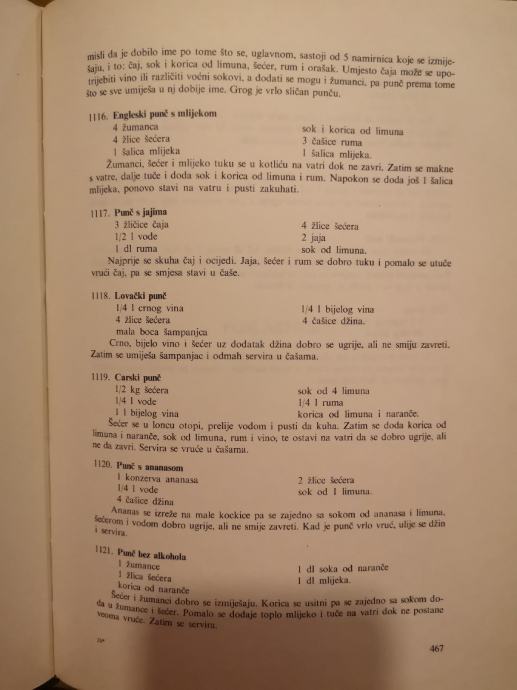 misli da je dobilo ime po tome što se, uglavnom, sastoji od 5 namirnica koje se izmije-
šaju, i to: čaj, sok i korica od limuna, šećer, rum i orašak. Umjesto čaja može se upo-
trijebiti vino ili različiti voćni sokovi, a dodati se mogu i žumanci, pa punč prema tome
što se sve umiješa u nj dobije ime. Grog je vrlo sličan punču.
1116. Engleski punč s mlijekom
4 žumanca
4 žlice šećera
1 šalica mlijeka
sok i korica od limuna
3 čašice ruma
1 šalica mlijeka.
Žumanci, šećer i mlijeko tuku se u kotliću na vatri dok ne zavri. Zatim se makne
s vatre, dalje tuče i doda sok i korica od limuna i rum. Napokon se doda još 1 šalica
mlijeka, ponovo stavi na vatru i pusti zakuhati.
1117. Punč s jajima
3 žličice čaja
1/2 l vode
1 dl ruma
4 žlice šećera
2 jaja
sok od limuna.
Najprije se skuha čaj i ocijedi. Jaja, šećer i rum se dobro tuku i pomalo se utuče
vrući čaj, pa se smjesa stavi u čaše.
1118. Lovački punč
1/4 l crnog vina
4 žlice šećera
mala boca šampanjca
1/4 l bijelog vina
4 čašice džina.
Crno, bijelo vino i šećer uz dodatak džina dobro se ugrije, ali ne smiju zavreti.
Zatim se umiješa šampanjac i odmah servira u čašama.
1119. Carski punč
1/2 kg šećera
1/4 l vode
1 l bijelog vina
sok od 4 limuna
1/4 l ruma
korica od limuna i naranče.
Šećer se u loncu otopi, prelije vodom i pusti da kuha. Zatim se doda korica od
limuna i naranče, sok od limuna, rum i vino, te ostavi na vatri da se dobro ugrije, ali
ne da zavri. Servira se vruće u čašama.
1120. Punč s ananasom
1 konzerva ananasa
1/4 l vode
4 čašice džina
2 žlice šećera
sok od 1 limuna.
Ananas se izreže na male kockice pa se zajedno sa sokom od ananasa i limuna,
šećerom i vodom dobro ugrije, ali ne smije zavreti. Kad je punč vrlo vruć, ulije se džin
i servira.
1121. Punč bez alkohola
1 žumance
1 žlica šećera
korica od naranče
1 dl soka od naranče
1 dl mlijeka.
Šećer i žumanci dobro se izmiješaju. Korica se usitni pa se zajedno sa sokom do-
da u žumance i šećer. Pomalo se dodaje toplo mlijeko i tuče na vatri dok ne postane
veoma vruće. Zatim se servira.
467